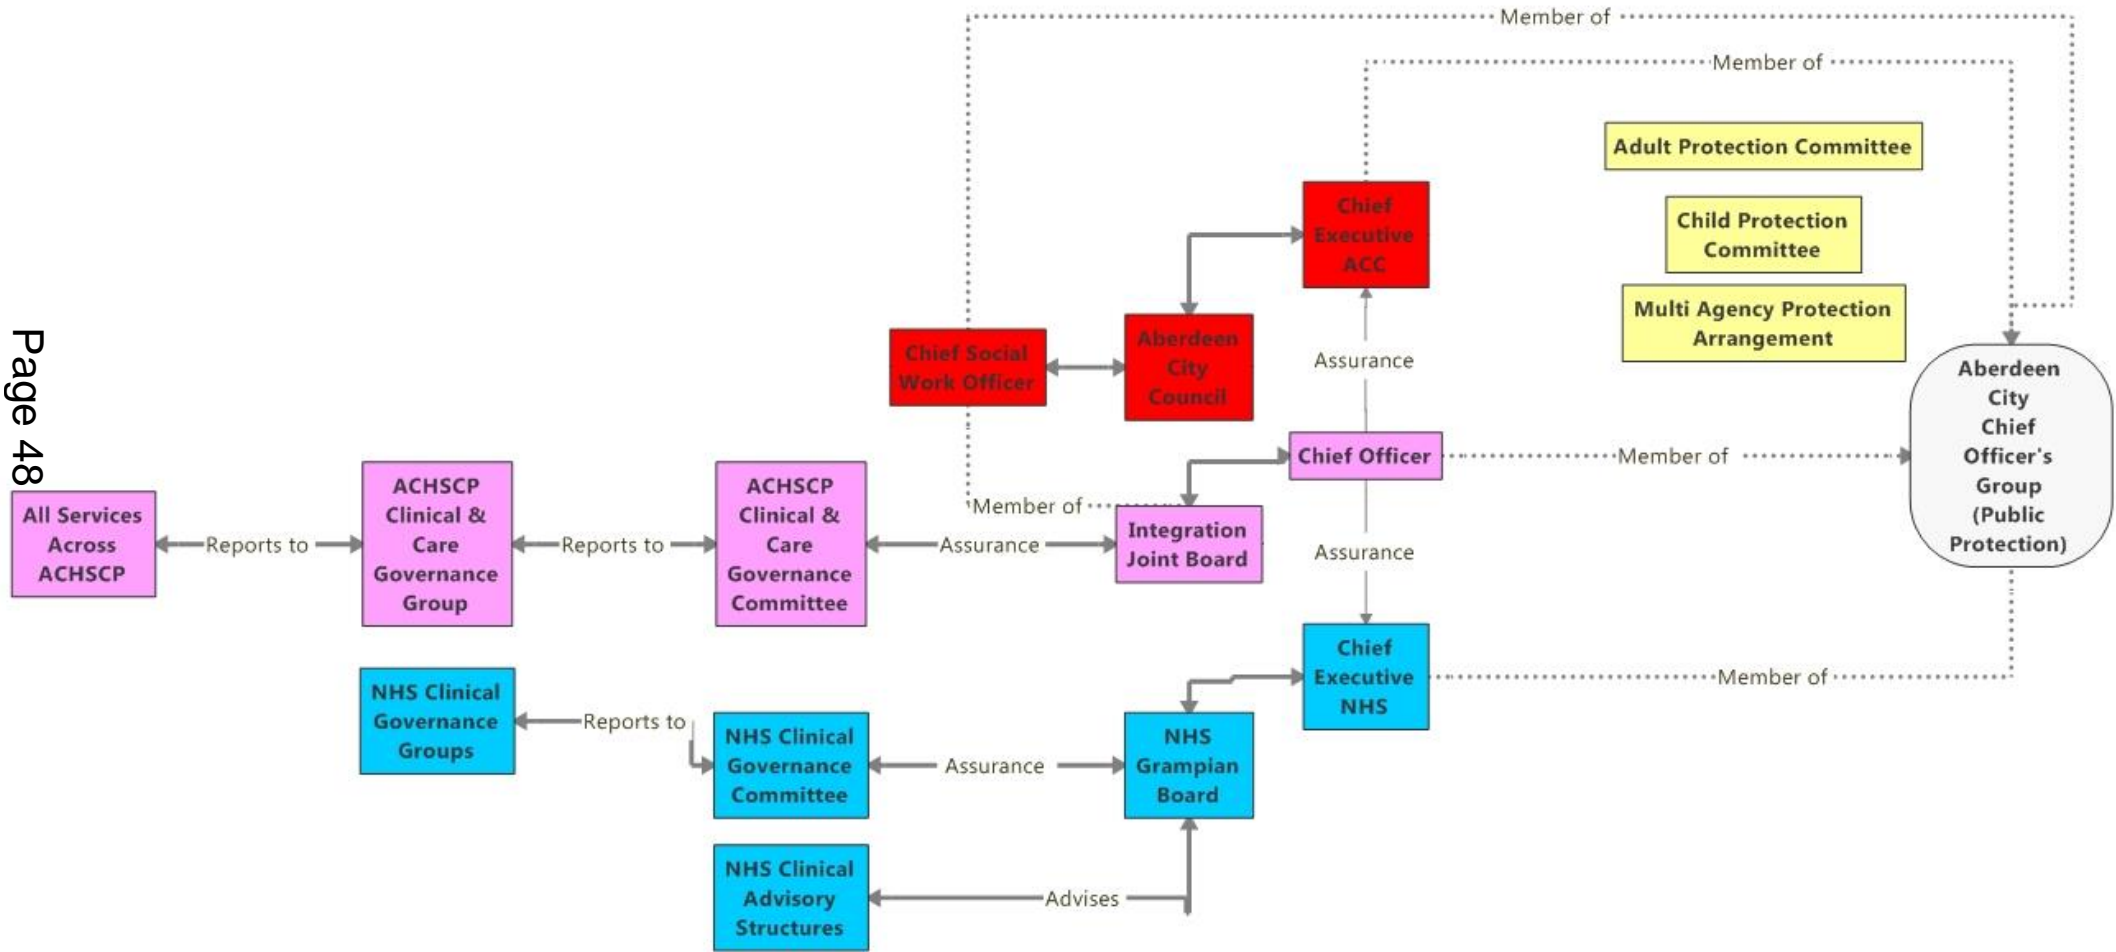 Member of
Member of
Adult Protection Committee
Chief
Executive
ACC
Child Protection
Committee
Multi Agency Protection
Arrangement
Page 48
Chief Social
Work Officer
Aberdeen
City
Council
Assurance
Aberdeen
City
Chief
Officer's
Group
(Public
Protection)
Chief Officer
Member of
Member of
All Services
Across
ACHSCP
Reports to
ACHSCP
Clinical &
Care
Governance
Group
Reports to
ACHSCP
Clinical &
Care
Governance
Committee
Assurance
Integration
Joint Board
Assurance
Chief
Executive
NHS
Member of
NHS Clinical
Governance
Groups
Reports to
NHS Clinical
Governance
Committee
Assurance
NHS
Grampian
Board
NHS Clinical
Advisory
Structures
Advises